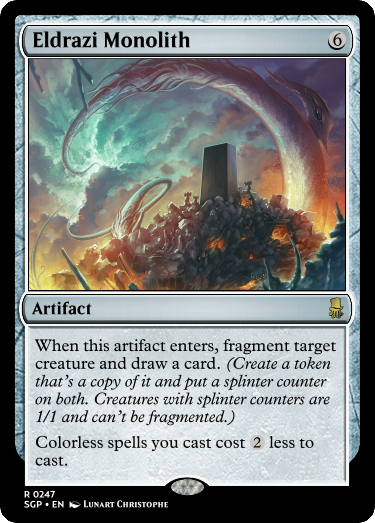 Eldrazi Monolith 6
Artifact
When this artifact enters, fragment target
creature and draw a card. (Create a token
that's a copy of it and put a splinter counter
on both. Creatures with splinter counters are
1/1 and can't be fragmented.)
Colorless spells you cast cost 2 less to
cast.
R 0247
SGP • EN Lunart Christophe